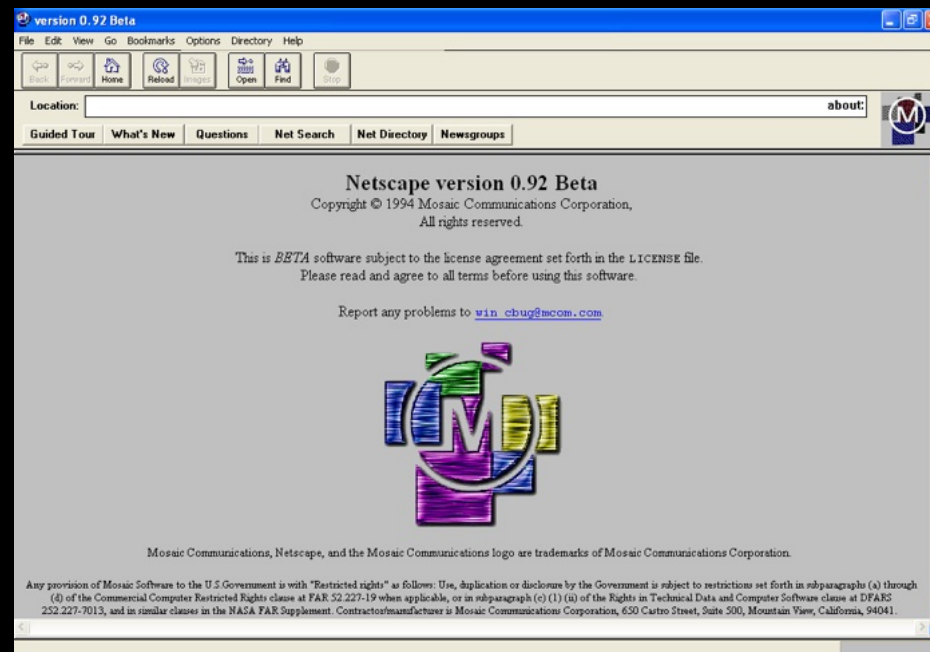 version 0.92 Beta
File Edit View Go Bookmarks Options Directory Help
Back Forward Home Reload Images Open Find Stop
Location: about:
Guided Tour What's New Questions Net Search Net Directory Newsgroups
Netscape version 0.92 Beta
Copyright © 1994 Mosaic Communications Corporation,
All rights reserved.
This is BETA software subject to the license agreement set forth in the LICENSE file.
Please read and agree to all terms before using this software.
Report any problems to win_cbug@mcom.com.
M
Mosaic Communications, Netscape, and the Mosaic Communications logo are trademarks of Mosaic Communications Corporation.
Any provision of Mosaic Software to the U.S.Government is with "Restricted rights" as follows: Use, duplication or disclosure by the Government is subject to restrictions set forth in subparagraphs (a) through
(d) of the Commercial Computer Restricted Rights clause at FAR 52.227-19 when applicable, or in subparagraph (c) (1) (ii) of the Rights in Technical Data and Computer Software clause at DFARS
252.227-7013, and in similar clauses in the NASA FAR Supplement. Contractor/manufacturer is Mosaic Communications Corporation, 650 Castro Street, Suite 500, Mountain View, California, 94041.